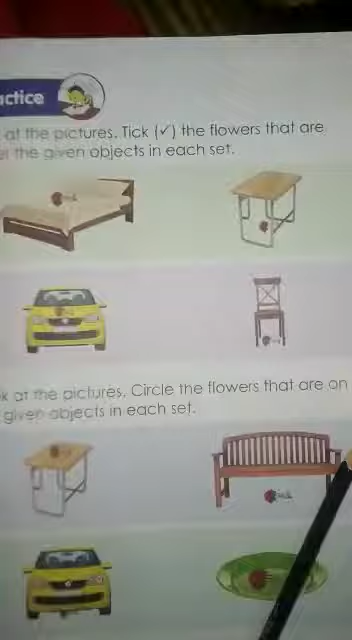 actice
at the pictures. Tick (✓) the flowers that are
the given objects in each set.
k at the pictures. Circle the flowers that are on
given objects in each set.